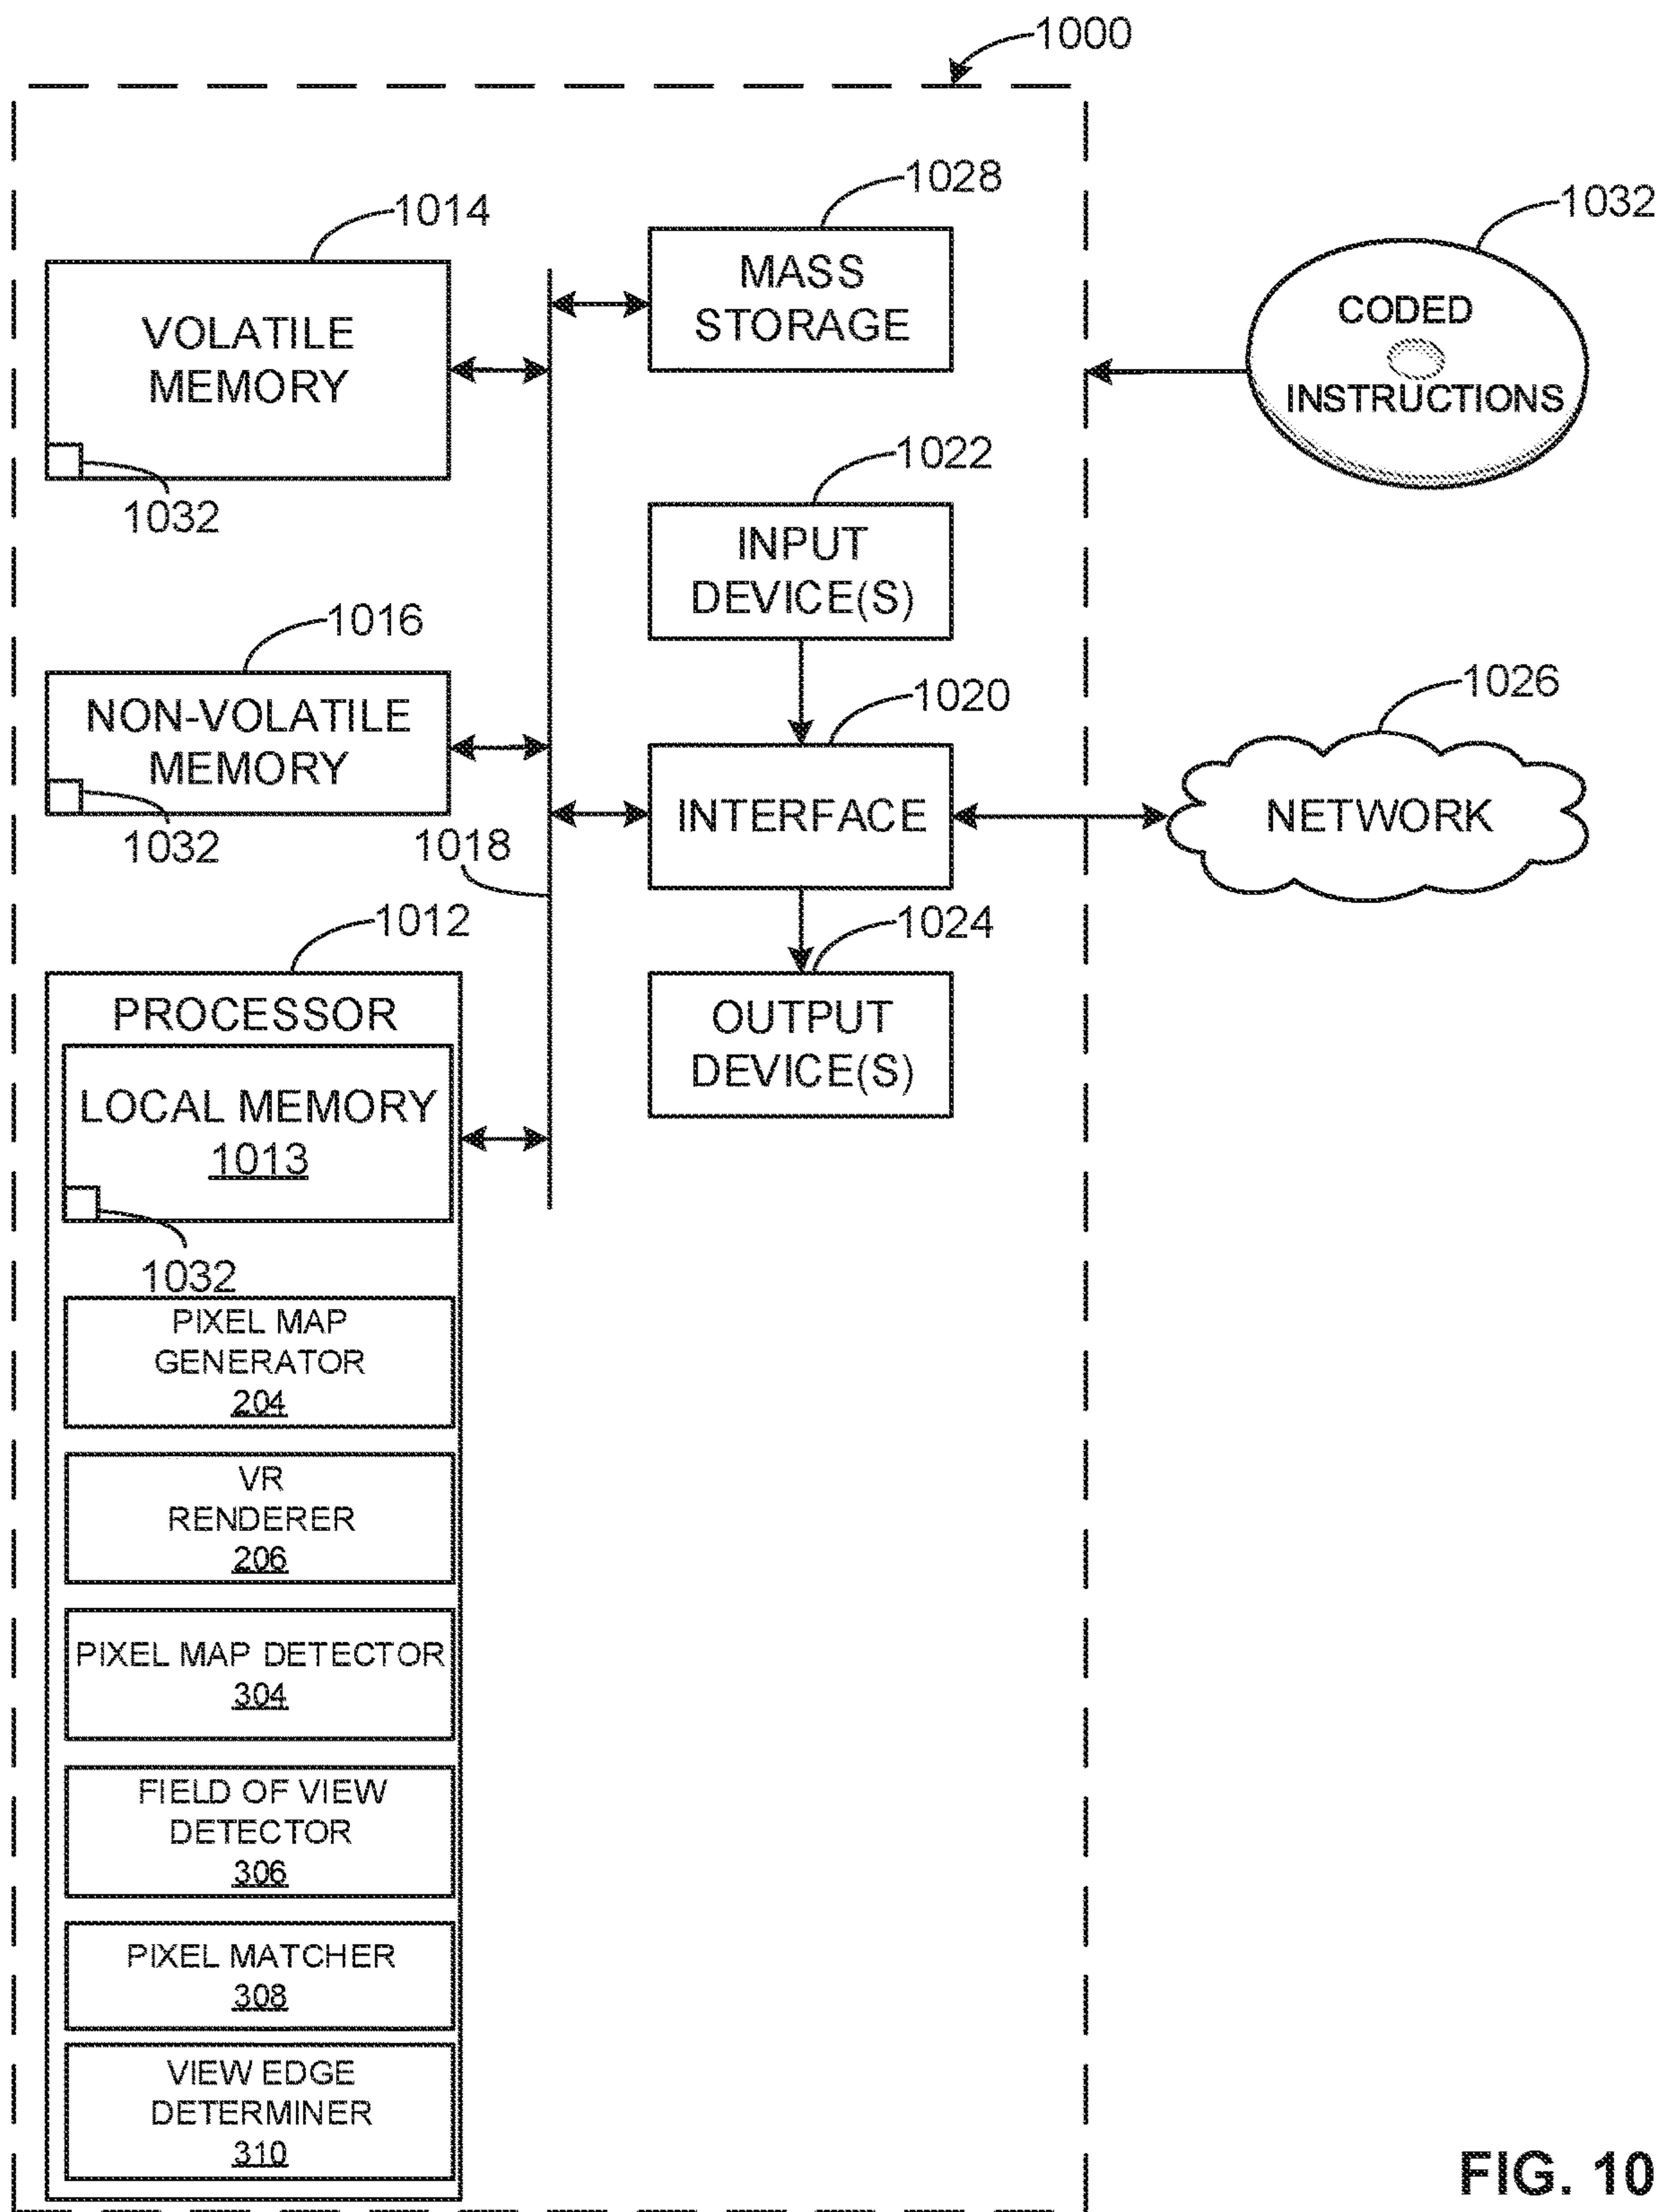 1000
1028
1014
1032
MASS
STORAGE
VOLATILE
MEMORY
CODED
INSTRUCTIONS
1032
1022
INPUT
DEVICE(S)
1016
1026
1020
NON-VOLATILE
MEMORY
INTERFACE
NETWORK
1032
1018
1012
1024
PROCESSOR
OUTPUT
DEVICE(S)
LOCAL MEMORY
1013
1032
PIXEL MAP
GENERATOR
204
VR
RENDERER
206
PIXEL MAP DETECTOR
304
FIELD OF VIEW
DETECTOR
306
PIXEL MATCHER
308
VIEW EDGE
DETERMINER
310
FIG. 10